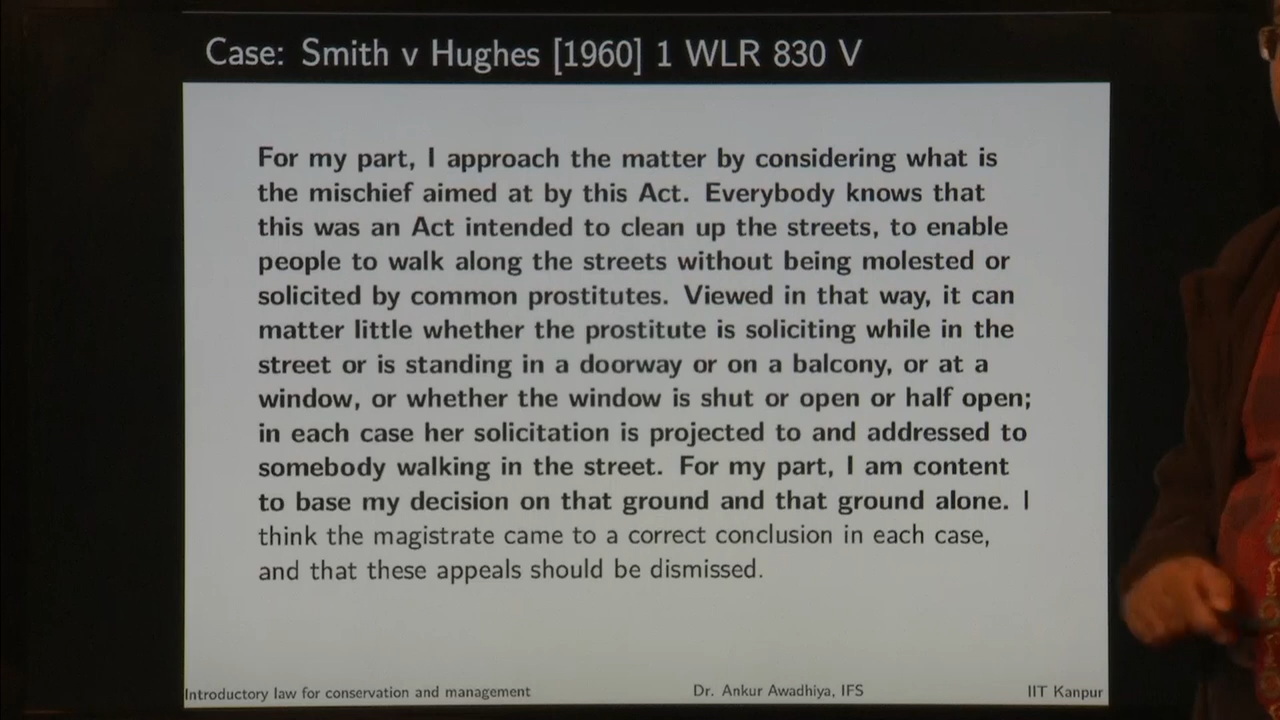 Case: Smith v Hughes [1960] 1 WLR 830 V
For my part, I approach the matter by considering what is
the mischief aimed at by this Act. Everybody knows that
this was an Act intended to clean up the streets, to enable
people to walk along the streets without being molested or
solicited by common prostitutes. Viewed in that way, it can
matter little whether the prostitute is soliciting while in the
street or is standing in a doorway or on a balcony, or at a
window, or whether the window is shut or open or half open;
in each case her solicitation is projected to and addressed to
somebody walking in the street. For my part, I am content
to base my decision on that ground and that ground alone. I
think the magistrate came to a correct conclusion in each case,
and that these appeals should be dismissed.
Introductory law for conservation and management Dr. Ankur Awadhiya, IFS IIT Kanpur